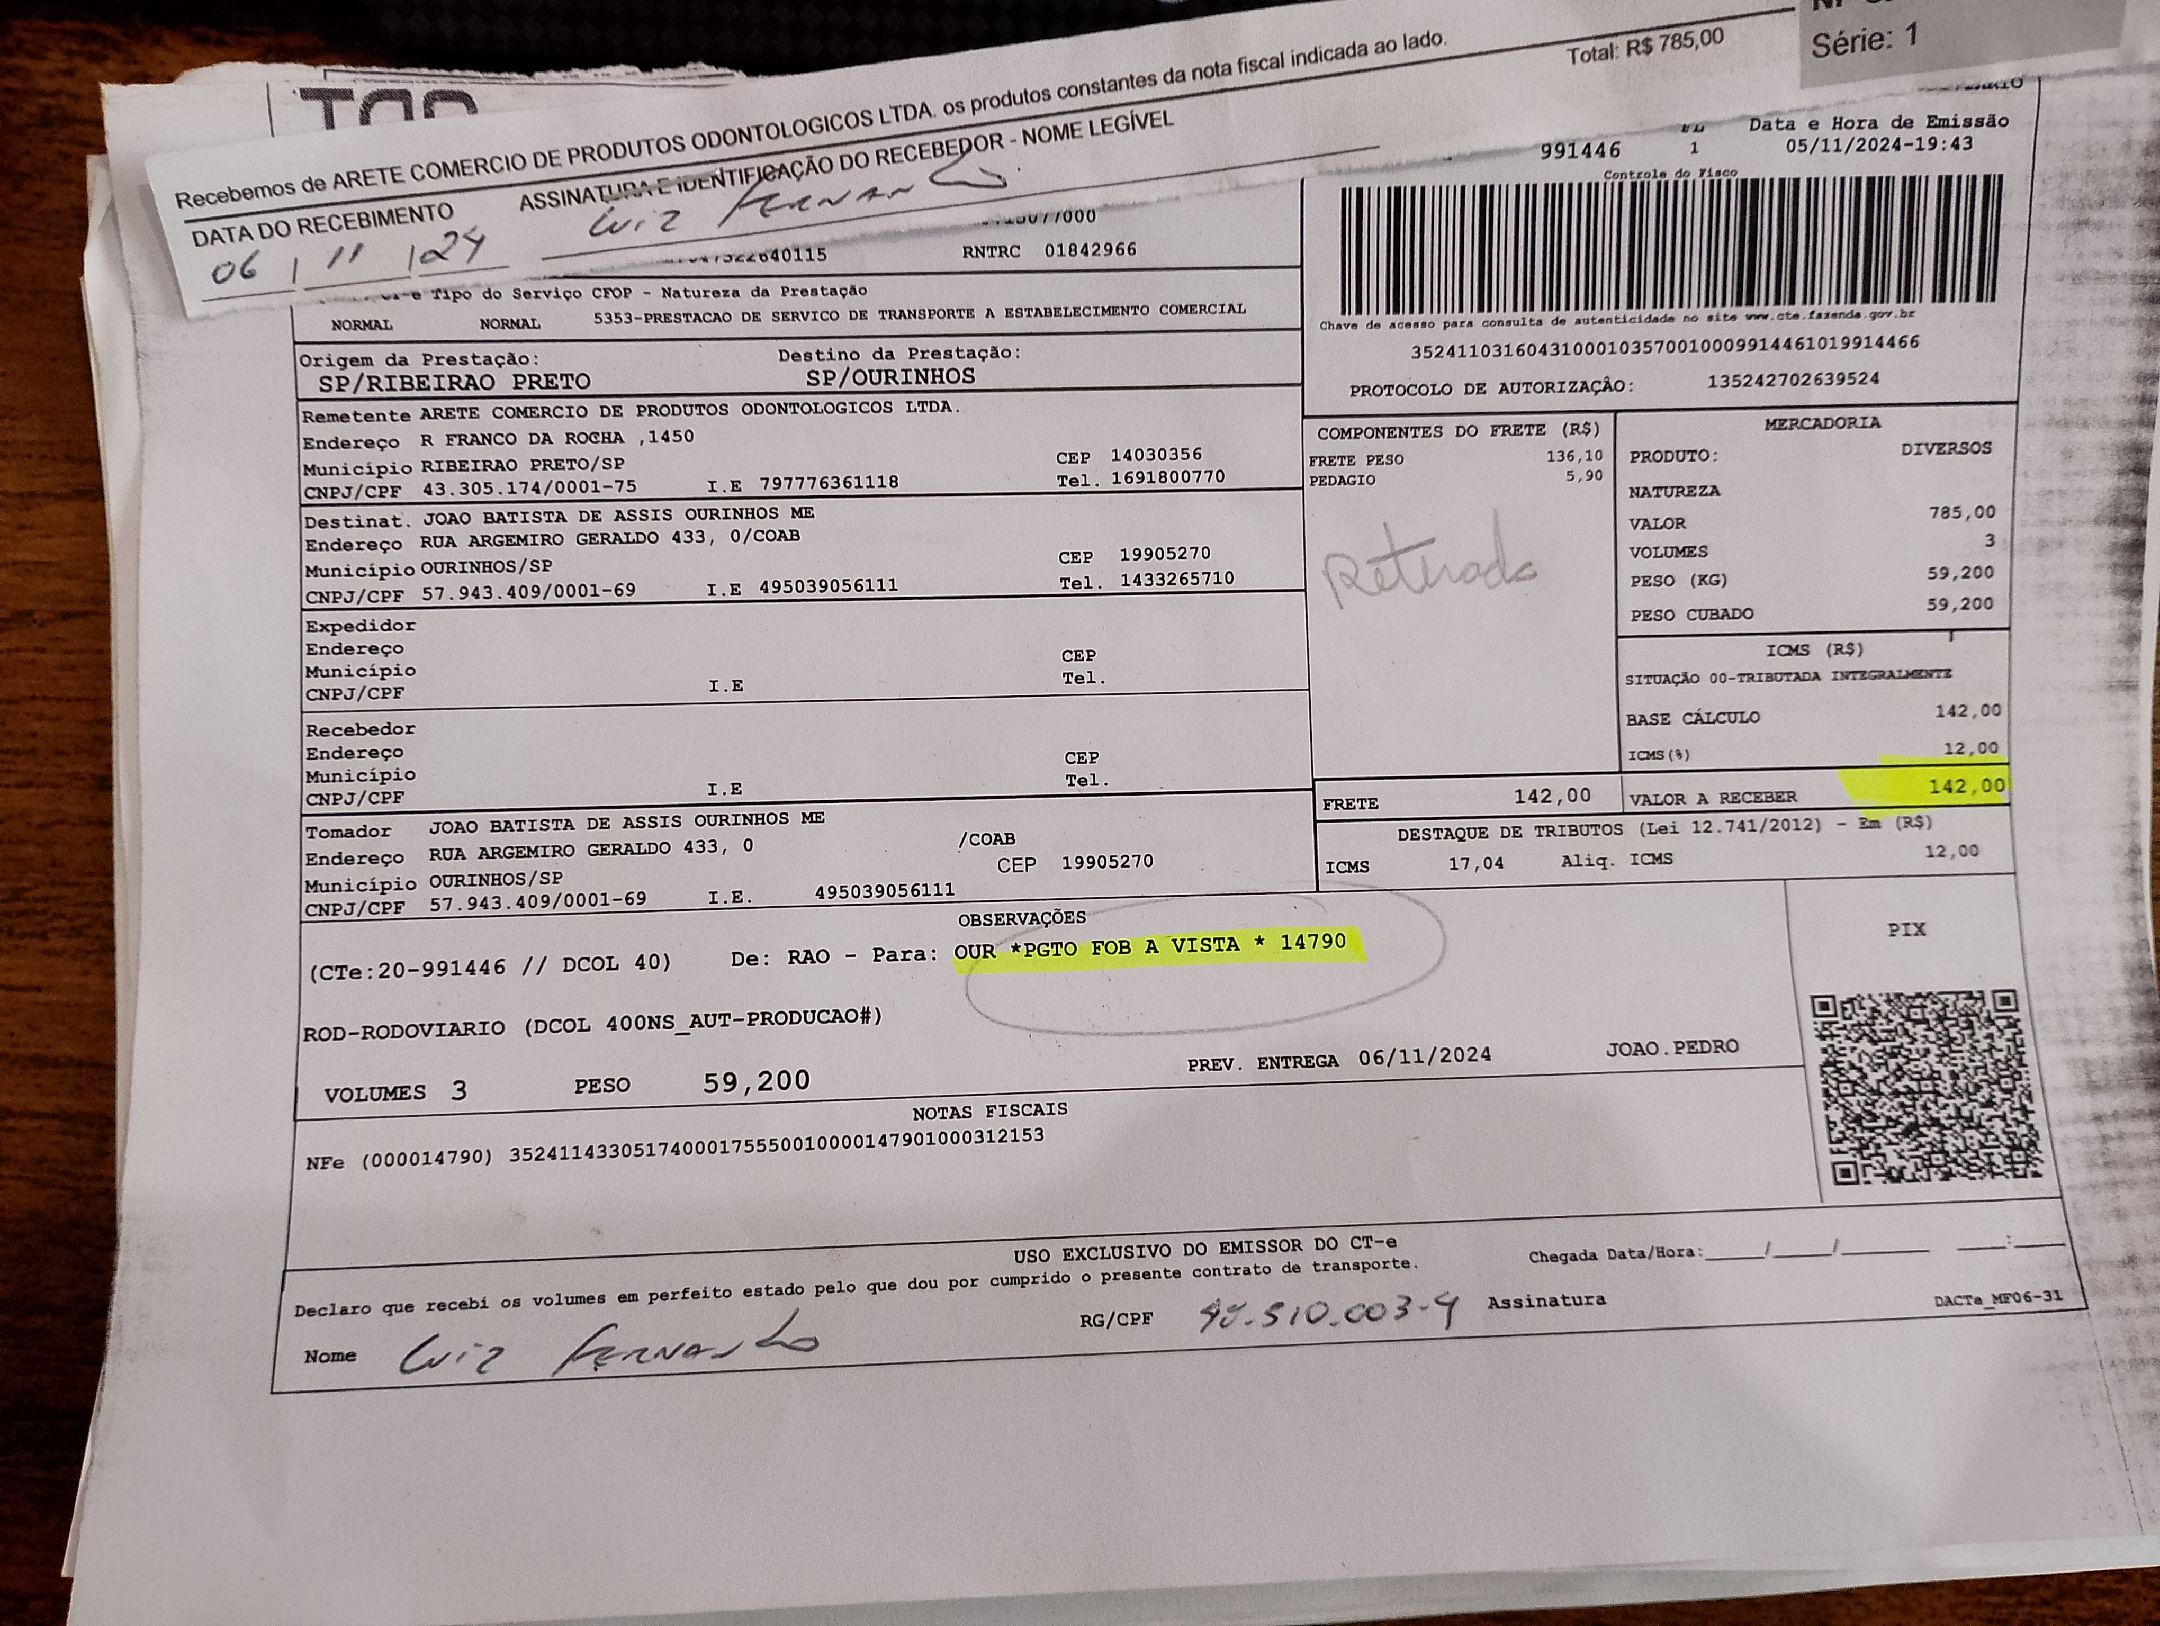 Total: R$ 785,00
Série: 1
Recebemos de ARETE COMERCIO DE PRODUTOS ODONTOLOGICOS LTDA. os produtos constantes da nota fiscal indicada ao lado.
DATA DO RECEBIMENTO
ASSINATURA E IDENTIFICAÇÃO DO RECEBEDOR - NOME LEGÍVEL
06 / 11 / 24
Luiz Fernando
991446 1
Data e Hora de Emissão
05/11/2024-19:43
Controle do Fisco
RNTRC 01842966
e Tipo do Serviço CFOP - Natureza da Prestação
NORMAL NORMAL 5353-PRESTACAO DE SERVICO DE TRANSPORTE A ESTABELECIMENTO COMERCIAL
Chave de acesso para consulta de autenticidade no site www.cte.fazenda.gov.br
35241103160431000103570010009914461019914466
PROTOCOLO DE AUTORIZAÇÃO: 135242702639524
Origem da Prestação:
SP/RIBEIRAO PRETO
Destino da Prestação:
SP/OURINHOS
Remetente ARETE COMERCIO DE PRODUTOS ODONTOLOGICOS LTDA.
Endereço R FRANCO DA ROCHA ,1450
Município RIBEIRAO PRETO/SP CEP 14030356
CNPJ/CPF 43.305.174/0001-75 I.E 797776361118 Tel. 1691800770
Destinat. JOAO BATISTA DE ASSIS OURINHOS ME
Endereço RUA ARGEMIRO GERALDO 433, 0/COAB
Município OURINHOS/SP CEP 19905270
CNPJ/CPF 57.943.409/0001-69 I.E 495039056111 Tel. 1433265710
Expedidor
Endereço
Município CEP
CNPJ/CPF I.E Tel.
Recebedor
Endereço
Município CEP
CNPJ/CPF I.E Tel.
Tomador JOAO BATISTA DE ASSIS OURINHOS ME
Endereço RUA ARGEMIRO GERALDO 433, 0 /COAB
Município OURINHOS/SP CEP 19905270
CNPJ/CPF 57.943.409/0001-69 I.E. 495039056111
COMPONENTES DO FRETE (R$)
FRETE PESO 136,10
PEDAGIO 5,90
Retirada
MERCADORIA
PRODUTO: DIVERSOS
NATUREZA
VALOR 785,00
VOLUMES 3
PESO (KG) 59,200
PESO CUBADO 59,200
ICMS (R$)
SITUAÇÃO 00-TRIBUTADA INTEGRALMENTE
BASE CÁLCULO 142,00
ICMS(%) 12,00
FRETE 142,00 VALOR A RECEBER 142,00
DESTAQUE DE TRIBUTOS (Lei 12.741/2012) - Em (R$)
ICMS 17,04 Aliq. ICMS 12,00
OBSERVAÇÕES
(CTe:20-991446 // DCOL 40) De: RAO - Para: OUR *PGTO FOB A VISTA * 14790
PIX
ROD-RODOVIARIO (DCOL 400NS_AUT-PRODUCAO#)
VOLUMES 3 PESO 59,200 PREV. ENTREGA 06/11/2024 JOAO.PEDRO
NOTAS FISCAIS
NFe (000014790) 35241143305174000175550010000147901000312153
USO EXCLUSIVO DO EMISSOR DO CT-e
Declaro que recebi os volumes em perfeito estado pelo que dou por cumprido o presente contrato de transporte.
Chegada Data/Hora:____/____/______ ___:____
Nome Luiz Fernando RG/CPF Assinatura
DACTe_MF06-31